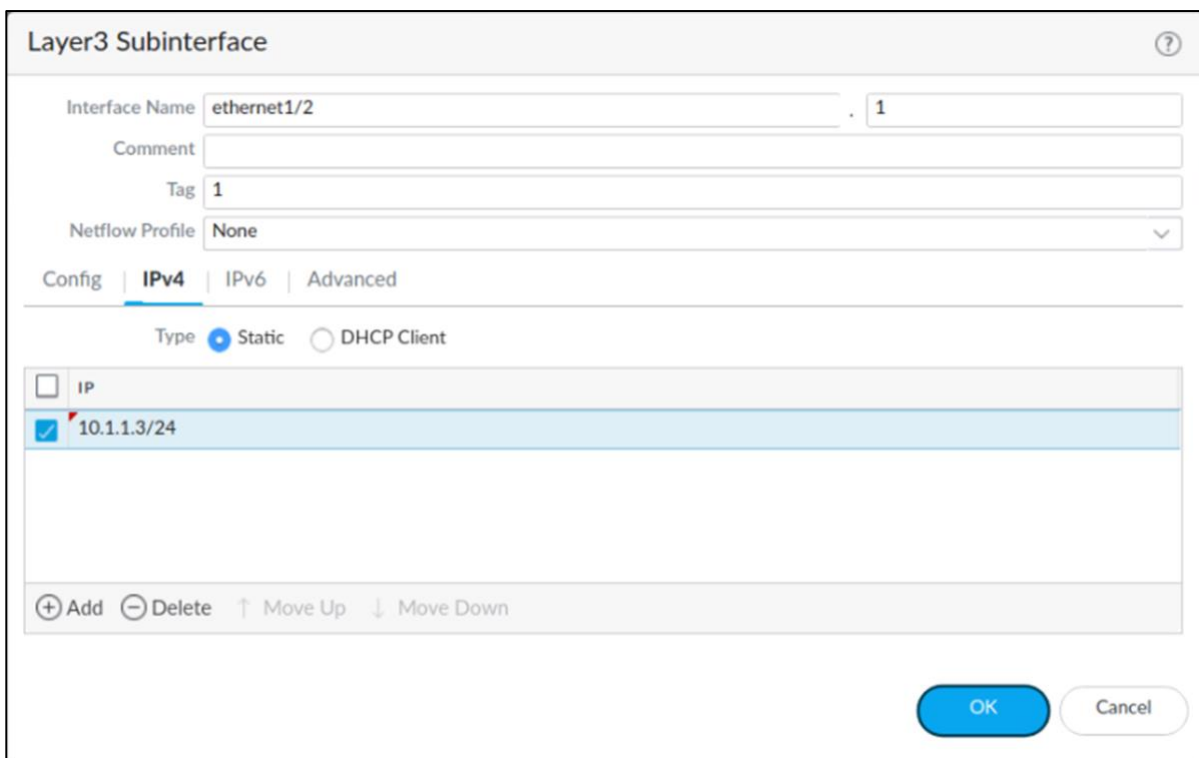 Layer3 Subinterface ?
Interface Name ethernet1/2 . 1
Comment
Tag 1
Netflow Profile None
Config | IPv4 | IPv6 | Advanced
Type Static DHCP Client
IP
10.1.1.3/24
Add Delete ↑ Move Up ↓ Move Down
OK Cancel